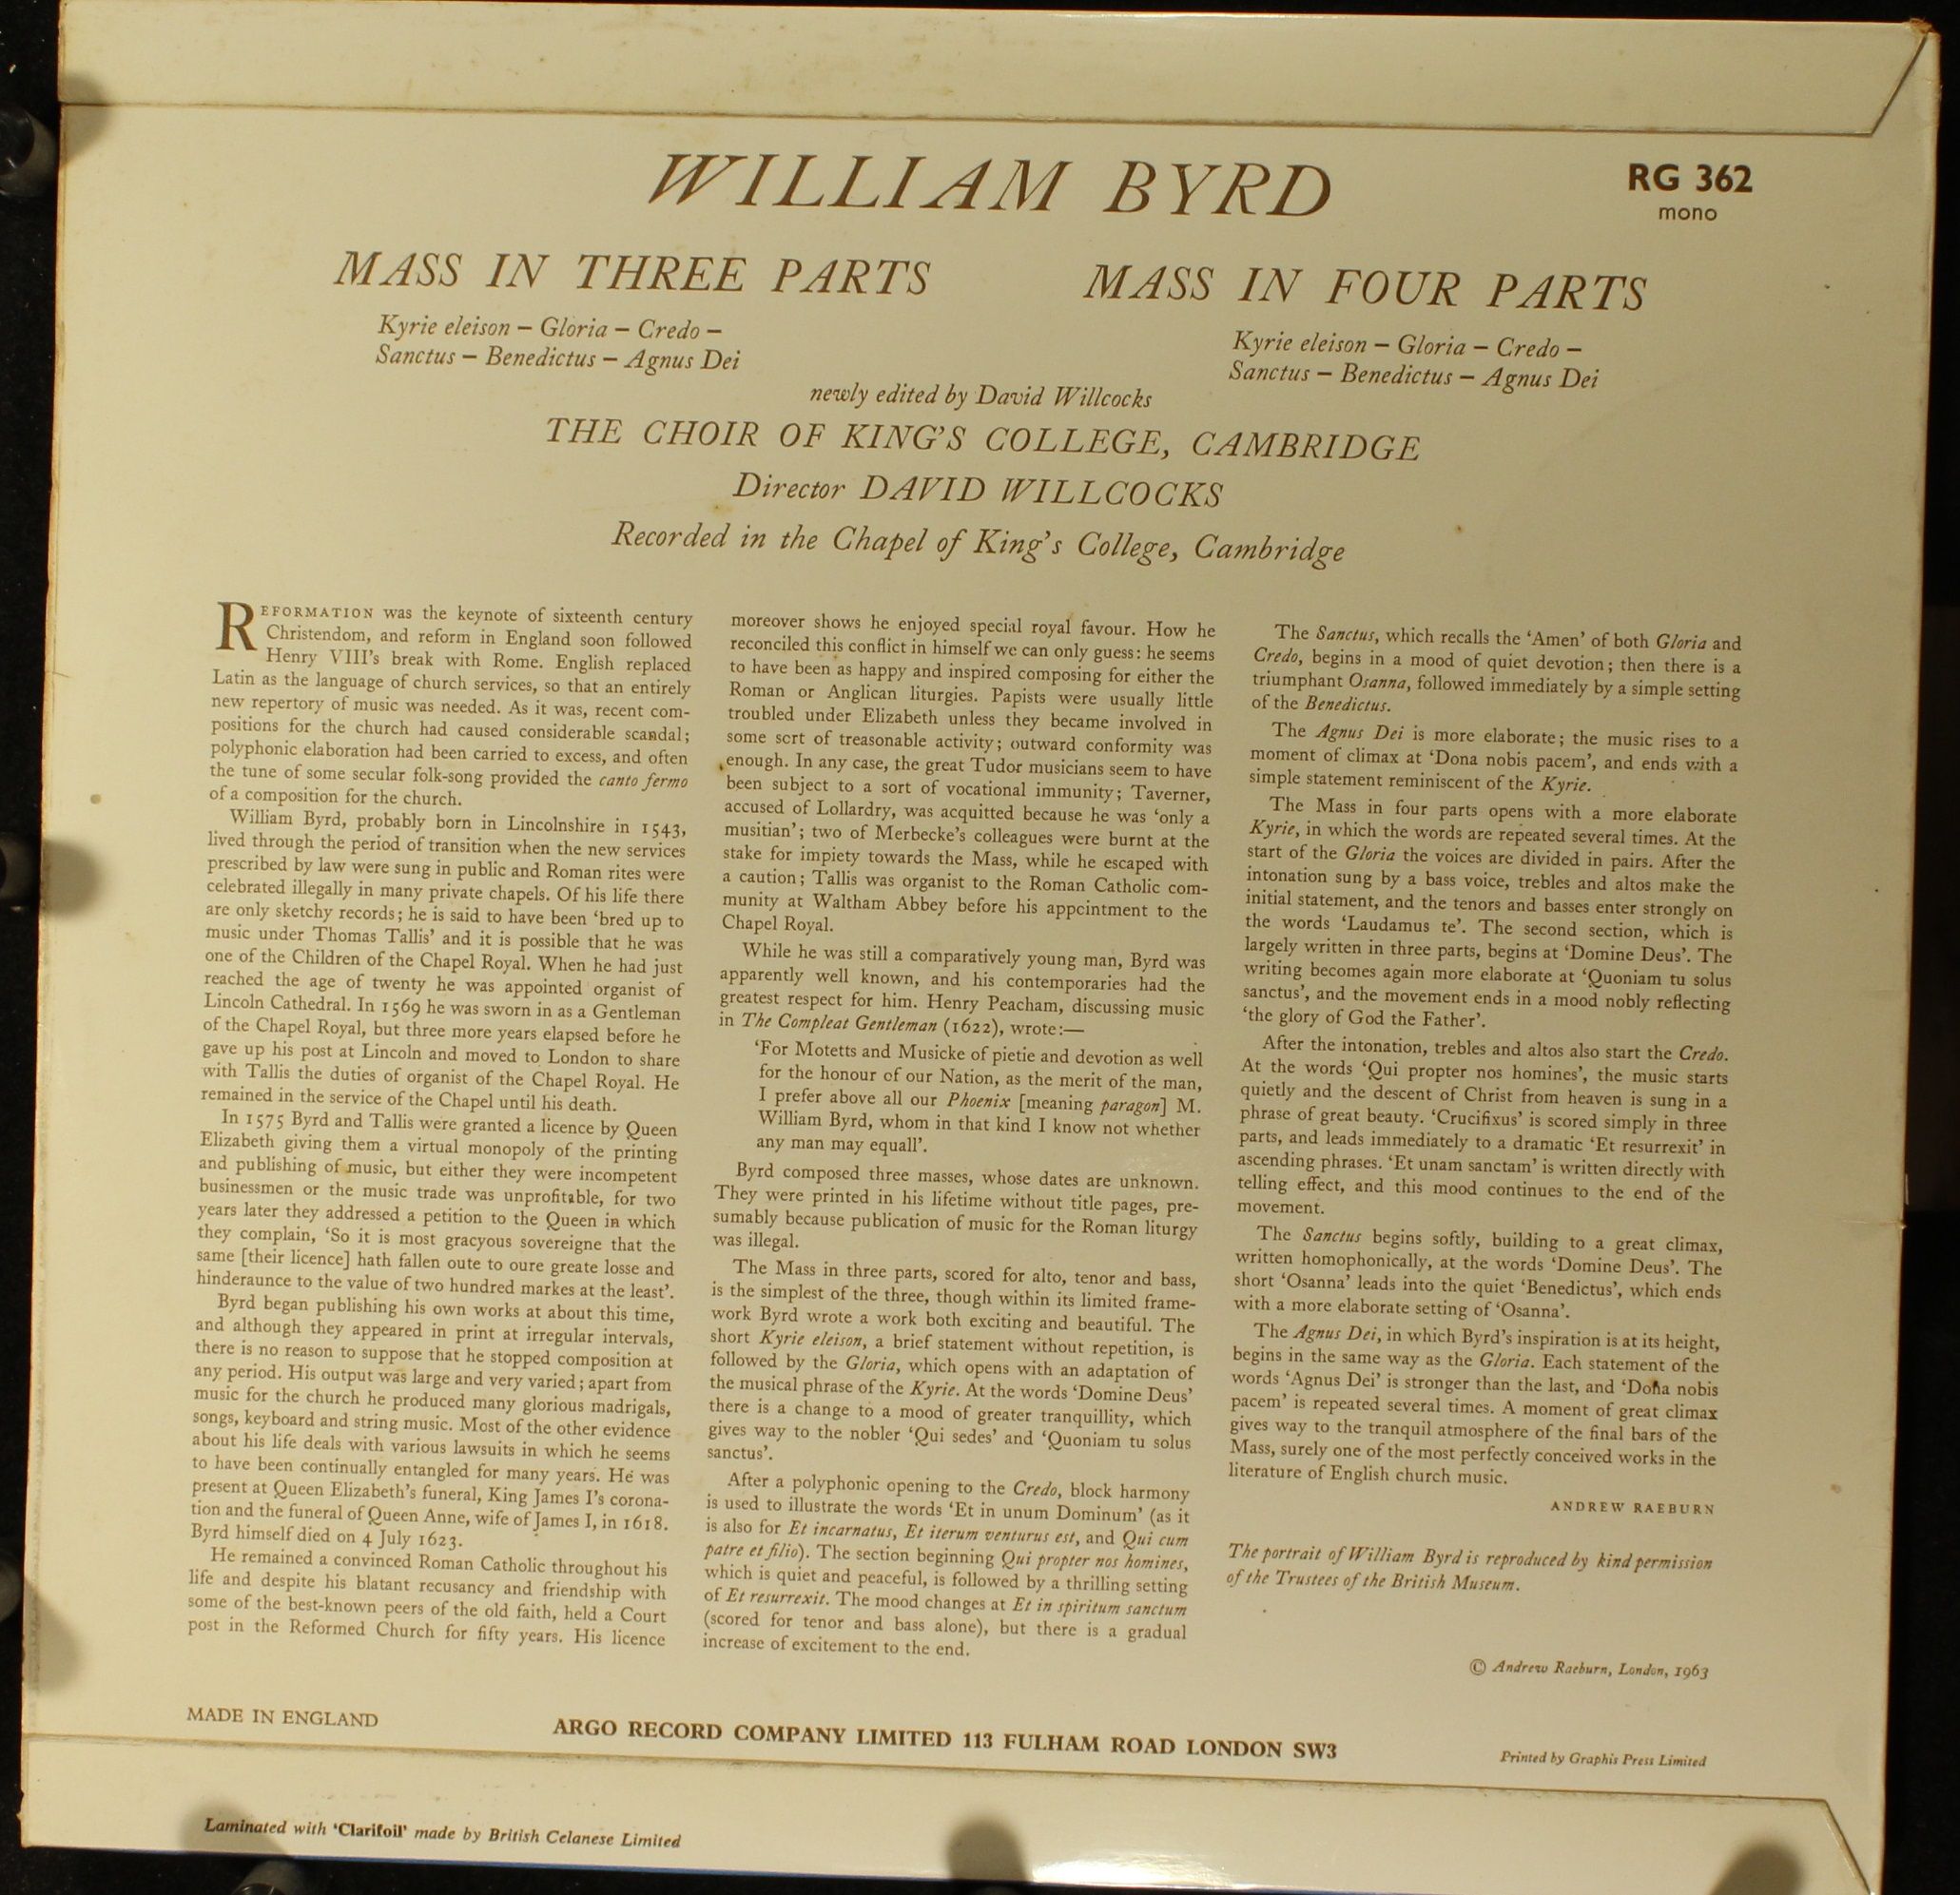 WILLIAM BYRD
RG 362
mono
MASS IN THREE PARTS
Kyrie eleison – Gloria – Credo –
Sanctus – Benedictus – Agnus Dei
MASS IN FOUR PARTS
Kyrie eleison – Gloria – Credo –
Sanctus – Benedictus – Agnus Dei
newly edited by David Willcocks
THE CHOIR OF KING'S COLLEGE, CAMBRIDGE
Director DAVID WILLCOCKS
Recorded in the Chapel of King's College, Cambridge
REFORMATION was the keynote of sixteenth century
Christendom, and reform in England soon followed
Henry VIII's break with Rome. English replaced
Latin as the language of church services, so that an entirely
new repertory of music was needed. As it was, recent com-
positions for the church had caused considerable scandal;
polyphonic elaboration had been carried to excess, and often
the tune of some secular folk-song provided the canto fermo
of a composition for the church.
William Byrd, probably born in Lincolnshire in 1543,
lived through the period of transition when the new services
prescribed by law were sung in public and Roman rites were
celebrated illegally in many private chapels. Of his life there
are only sketchy records; he is said to have been 'bred up to
music under Thomas Tallis' and it is possible that he was
one of the Children of the Chapel Royal. When he had just
reached the age of twenty he was appointed organist of
Lincoln Cathedral. In 1569 he was sworn in as a Gentleman
of the Chapel Royal, but three more years elapsed before he
gave up his post at Lincoln and moved to London to share
with Tallis the duties of organist of the Chapel Royal. He
remained in the service of the Chapel until his death.
In 1575 Byrd and Tallis were granted a licence by Queen
Elizabeth giving them a virtual monopoly of the printing
and publishing of music, but either they were incompetent
businessmen or the music trade was unprofitable, for two
years later they addressed a petition to the Queen in which
they complain, 'So it is most gracyous sovereigne that the
same [their licence] hath fallen oute to oure greate losse and
hinderaunce to the value of two hundred markes at the least'.
Byrd began publishing his own works at about this time,
and although they appeared in print at irregular intervals,
there is no reason to suppose that he stopped composition at
any period. His output was large and very varied; apart from
music for the church he produced many glorious madrigals,
songs, keyboard and string music. Most of the other evidence
about his life deals with various lawsuits in which he seems
to have been continually entangled for many years. He was
present at Queen Elizabeth's funeral, King James I's corona-
tion and the funeral of Queen Anne, wife of James I, in 1618.
Byrd himself died on 4 July 1623.
He remained a convinced Roman Catholic throughout his
life and despite his blatant recusancy and friendship with
some of the best-known peers of the old faith, held a Court
post in the Reformed Church for fifty years. His licence
moreover shows he enjoyed special royal favour. How he
reconciled this conflict in himself we can only guess: he seems
to have been as happy and inspired composing for either the
Roman or Anglican liturgies. Papists were usually little
troubled under Elizabeth unless they became involved in
some sort of treasonable activity; outward conformity was
enough. In any case, the great Tudor musicians seem to have
been subject to a sort of vocational immunity; Taverner,
accused of Lollardry, was acquitted because he was 'only a
musitian'; two of Merbecke's colleagues were burnt at the
stake for impiety towards the Mass, while he escaped with
a caution; Tallis was organist to the Roman Catholic com-
munity at Waltham Abbey before his appointment to the
Chapel Royal.
While he was still a comparatively young man, Byrd was
apparently well known, and his contemporaries had the
greatest respect for him. Henry Peacham, discussing music
in The Compleat Gentleman (1622), wrote:—
'For Motetts and Musicke of pietie and devotion as well
for the honour of our Nation, as the merit of the man,
I prefer above all our Phoenix [meaning paragon] M.
William Byrd, whom in that kind I know not whether
any man may equall'.
Byrd composed three masses, whose dates are unknown.
They were printed in his lifetime without title pages, pre-
sumably because publication of music for the Roman liturgy
was illegal.
The Mass in three parts, scored for alto, tenor and bass,
is the simplest of the three, though within its limited frame-
work Byrd wrote a work both exciting and beautiful. The
short Kyrie eleison, a brief statement without repetition, is
followed by the Gloria, which opens with an adaptation of
the musical phrase of the Kyrie. At the words 'Domine Deus'
there is a change to a mood of greater tranquillity, which
gives way to the nobler 'Qui sedes' and 'Quoniam tu solus
sanctus'.
After a polyphonic opening to the Credo, block harmony
is used to illustrate the words 'Et in unum Dominum' (as it
is also for Et incarnatus, Et iterum venturus est, and Qui cum
patre et filio). The section beginning Qui propter nos homines,
which is quiet and peaceful, is followed by a thrilling setting
of Et resurrexit. The mood changes at Et in spiritum sanctum
(scored for tenor and bass alone), but there is a gradual
increase of excitement to the end.
The Sanctus, which recalls the 'Amen' of both Gloria and
Credo, begins in a mood of quiet devotion; then there is a
triumphant Osanna, followed immediately by a simple setting
of the Benedictus.
The Agnus Dei is more elaborate; the music rises to a
moment of climax at 'Dona nobis pacem', and ends with a
simple statement reminiscent of the Kyrie.
The Mass in four parts opens with a more elaborate
Kyrie, in which the words are repeated several times. At the
start of the Gloria the voices are divided in pairs. After the
intonation sung by a bass voice, trebles and altos make the
initial statement, and the tenors and basses enter strongly on
the words 'Laudamus te'. The second section, which is
largely written in three parts, begins at 'Domine Deus'. The
writing becomes again more elaborate at 'Quoniam tu solus
sanctus', and the movement ends in a mood nobly reflecting
'the glory of God the Father'.
After the intonation, trebles and altos also start the Credo.
At the words 'Qui propter nos homines', the music starts
quietly and the descent of Christ from heaven is sung in a
phrase of great beauty. 'Crucifixus' is scored simply in three
parts, and leads immediately to a dramatic 'Et resurrexit' in
ascending phrases. 'Et unam sanctam' is written directly with
telling effect, and this mood continues to the end of the
movement.
The Sanctus begins softly, building to a great climax,
written homophonically, at the words 'Domine Deus'. The
short 'Osanna' leads into the quiet 'Benedictus', which ends
with a more elaborate setting of 'Osanna'.
The Agnus Dei, in which Byrd's inspiration is at its height,
begins in the same way as the Gloria. Each statement of the
words 'Agnus Dei' is stronger than the last, and 'Dona nobis
pacem' is repeated several times. A moment of great climax
gives way to the tranquil atmosphere of the final bars of the
Mass, surely one of the most perfectly conceived works in the
literature of English church music.
ANDREW RAEBURN
The portrait of William Byrd is reproduced by kind permission
of the Trustees of the British Museum.
© Andrew Raeburn, London, 1963
MADE IN ENGLAND
ARGO RECORD COMPANY LIMITED 113 FULHAM ROAD LONDON SW3
Printed by Graphis Press Limited
Laminated with 'Clarifoil' made by British Celanese Limited